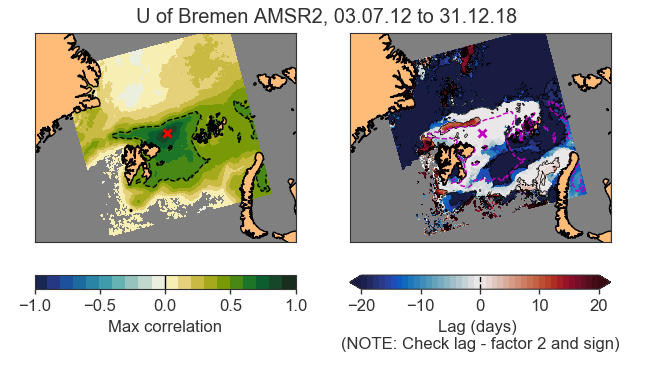 U of Bremen AMSR2, 03.07.12 to 31.12.18
−1.0 −0.5 0.0 0.5 1.0
Max correlation
−20 −10 0 10 20
Lag (days)
(NOTE: Check lag - factor 2 and sign)